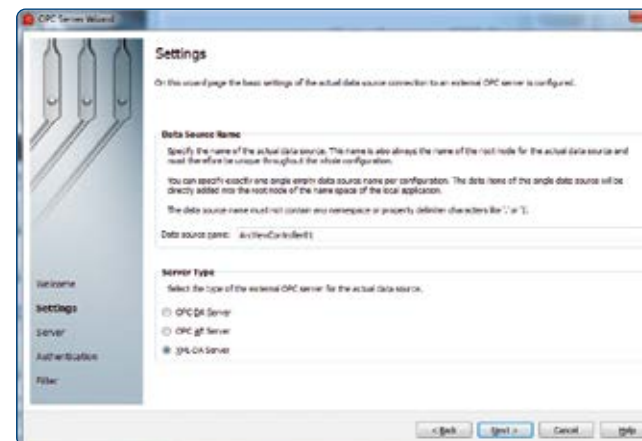 OPC Server Wizard
Settings
On this wizard page the basic settings of the actual data source connection to an external OPC server is configured.
Data Source Name
Specify the name of the actual data source. This name is also always the name of the root node for the actual data source and
must therefore be unique throughout the whole configuration.
You can specify exactly one single empty data source name per configuration. The data items of this single data source will be
directly added into the root node of the name space of the local application.
The data source name must not contain any namespace or property delimiter characters like
Data source name:
Server Type
Select the type of the external OPC server for the actual data source.
OPC DA Server
OPC AE Server
XML-DA Server
Welcome
Settings
Server
Authentication
Filter
< Back Next > Cancel Help